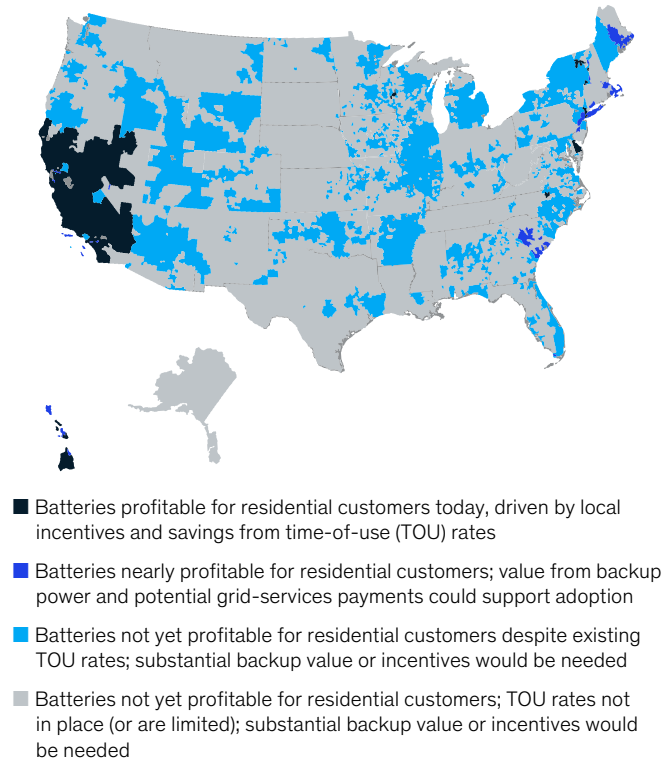 Batteries profitable for residential customers today, driven by local
incentives and savings from time-of-use (TOU) rates
Batteries nearly profitable for residential customers; value from backup
power and potential grid-services payments could support adoption
Batteries not yet profitable for residential customers despite existing
TOU rates; substantial backup value or incentives would be needed
Batteries not yet profitable for residential customers; TOU rates not
in place (or are limited); substantial backup value or incentives would
be needed